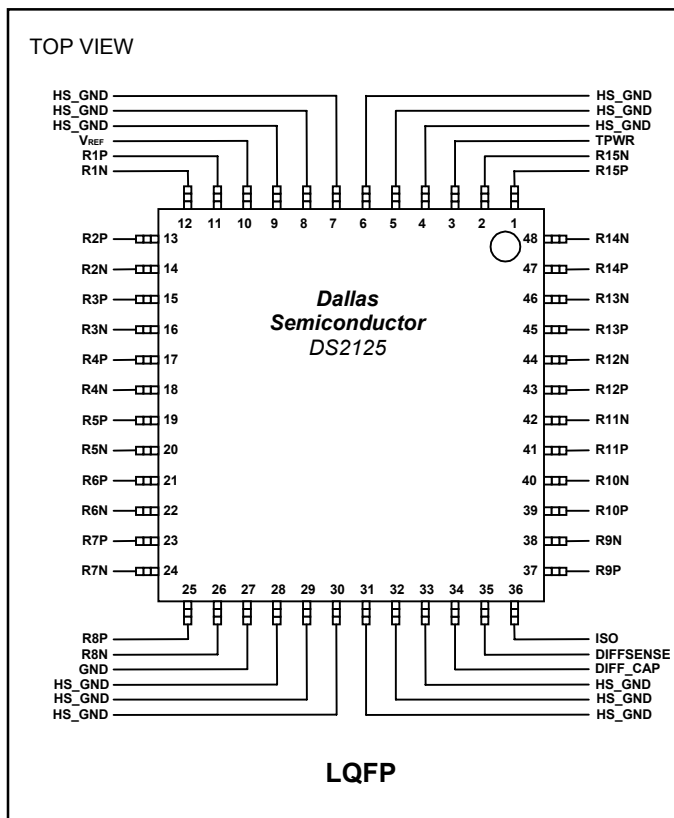 TOP VIEW
HS_GND
HS_GND
HS_GND
VREF
R1P
R1N
HS_GND
HS_GND
HS_GND
TPWR
R15N
R15P
12 11 10 9 8 7 6 5 4 3 2 1
R2P 13
R2N 14
R3P 15
R3N 16
R4P 17
R4N 18
R5P 19
R5N 20
R6P 21
R6N 22
R7P 23
R7N 24
Dallas
Semiconductor
DS2125
48 R14N
47 R14P
46 R13N
45 R13P
44 R12N
43 R12P
42 R11N
41 R11P
40 R10N
39 R10P
38 R9N
37 R9P
25 26 27 28 29 30 31 32 33 34 35 36
R8P
R8N
GND
HS_GND
HS_GND
HS_GND
ISO
DIFFSENSE
DIFF_CAP
HS_GND
HS_GND
HS_GND
LQFP